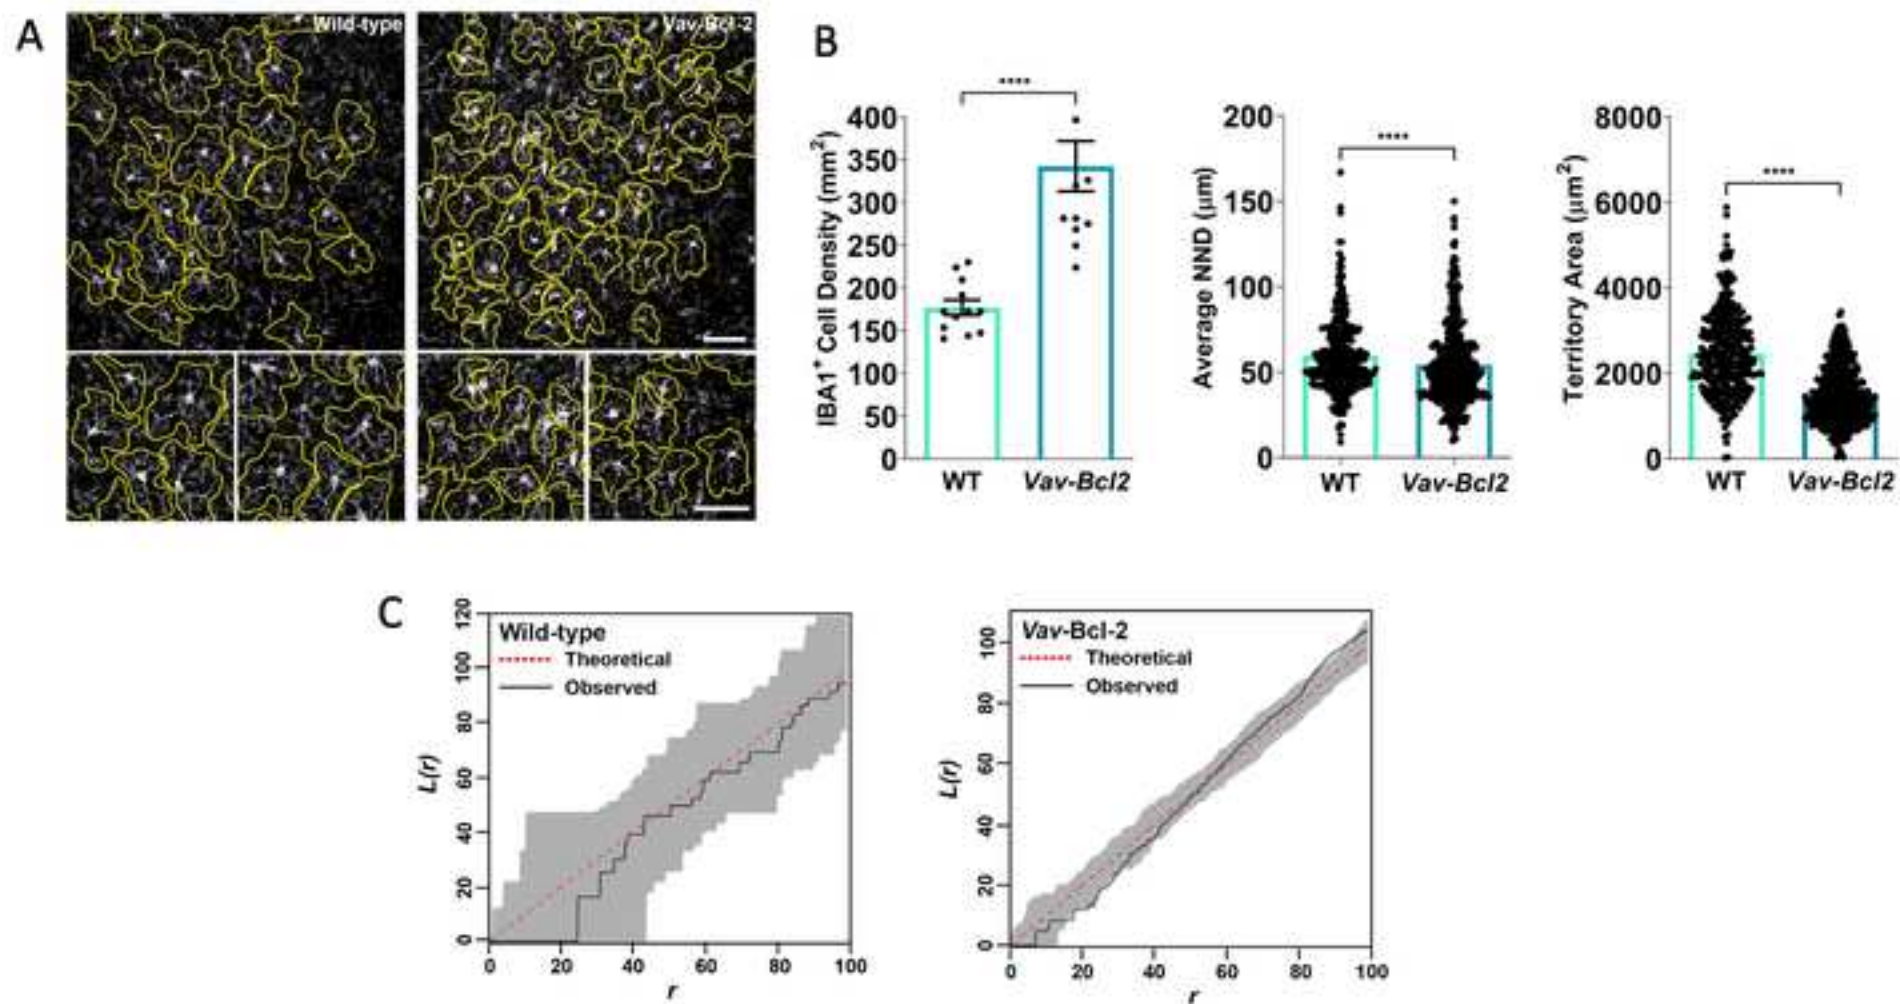 A
Wild-type
Vav-Bcl-2
B
****
IBA1+ Cell Density (mm²)
400
350
300
250
200
150
100
50
0
WT
Vav-Bcl2
****
Average NND (µm)
200
150
100
50
0
WT
Vav-Bcl2
****
Territory Area (µm²)
8000
6000
4000
2000
0
WT
Vav-Bcl2
C
Wild-type
Theoretical
Observed
L(r)
120
100
80
60
40
20
0
0 20 40 60 80 100
r
Vav-Bcl-2
Theoretical
Observed
L(r)
100
80
60
40
20
0
0 20 40 60 80 100
r